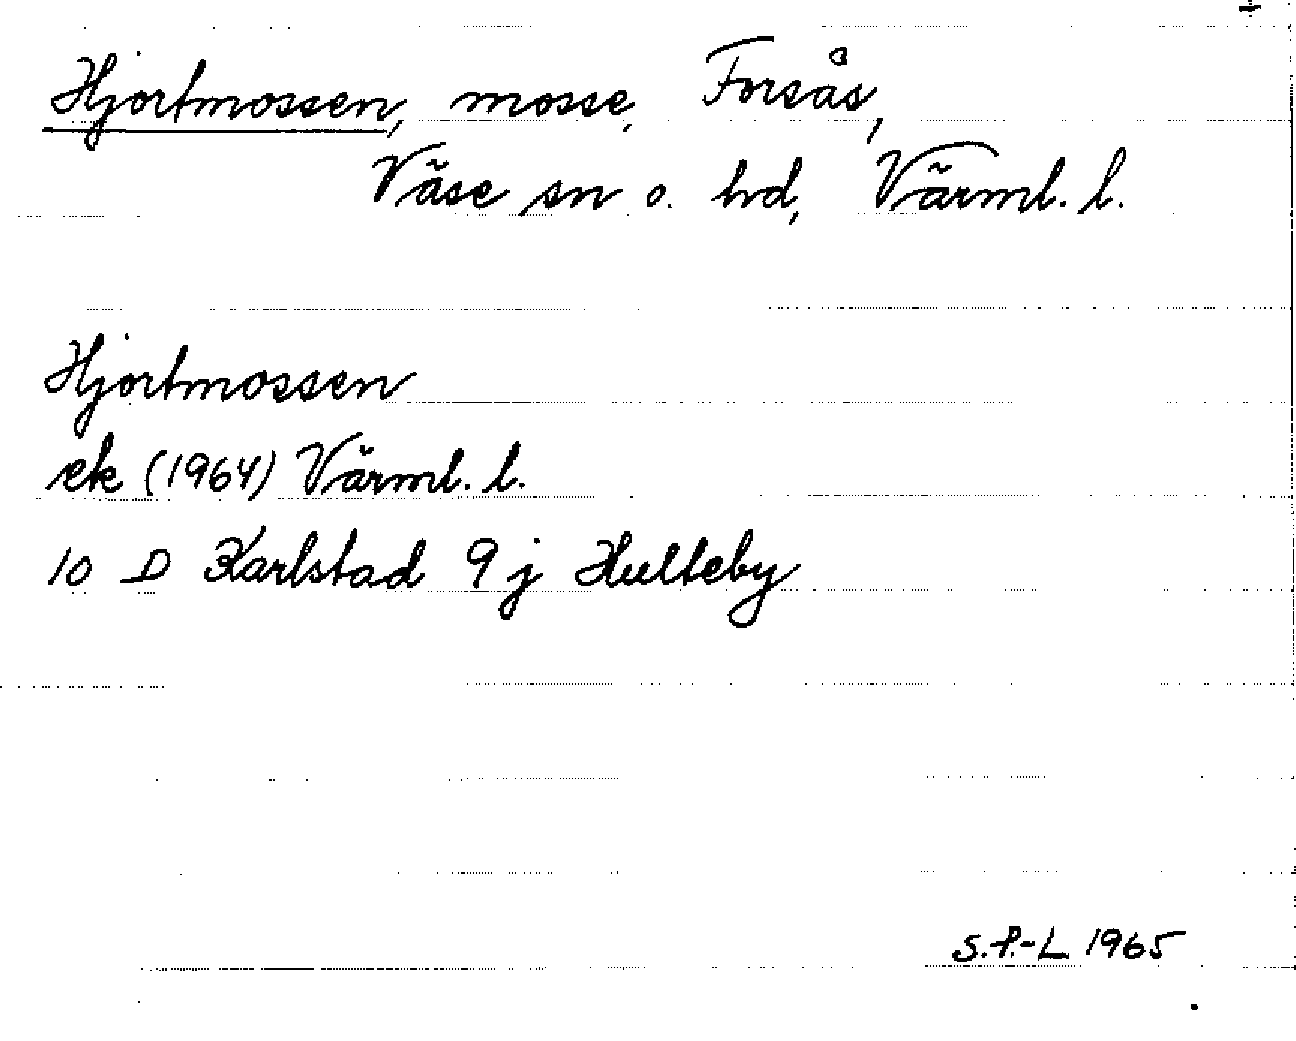 Hjortmossen, mosse, Forsås,
Väse sn o. hd, Värml. l.
Hjortmossen
ek (1964) Värml. l.
10 D Karlstad 9 j Hulteby
S.P.-L 1965